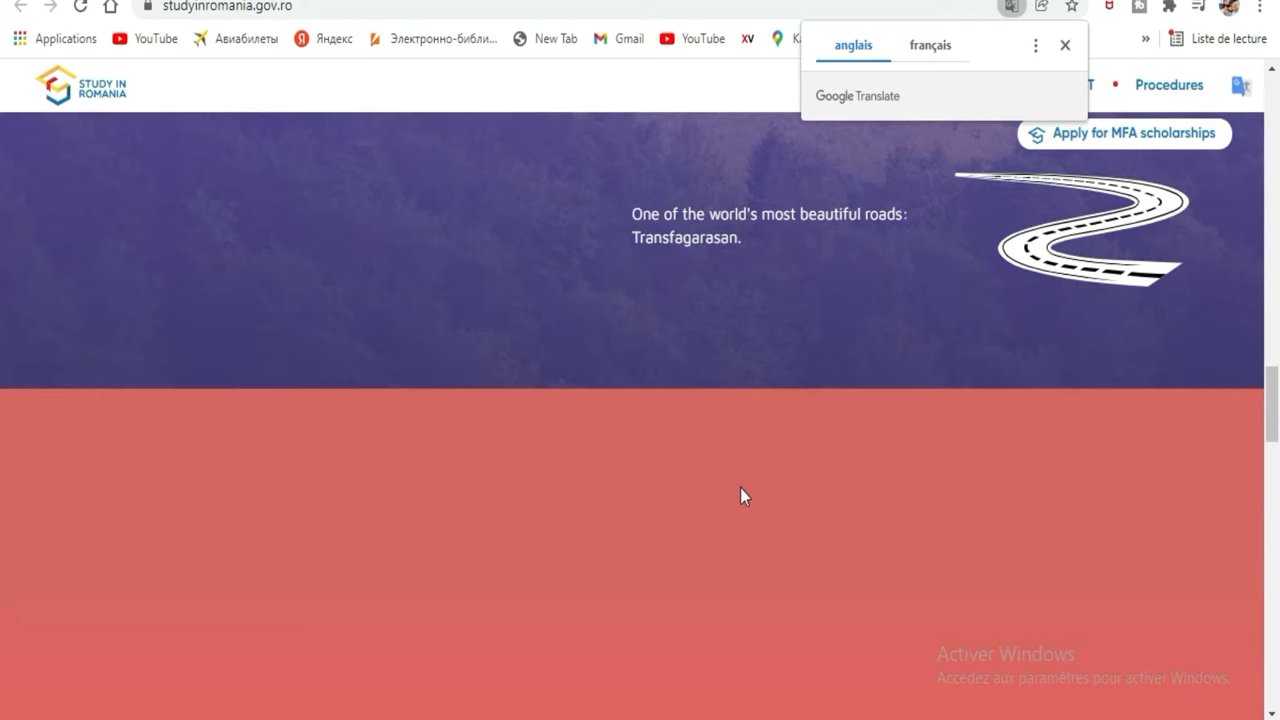 studyinromania.gov.ro
Applications
YouTube
Авиабилеты
Яндекс
Электронно-библи...
New Tab
Gmail
YouTube
XV
»
Liste de lecture
anglais
français
Google Translate
STUDY IN
ROMANIA
Procedures
Apply for MFA scholarships
One of the world's most beautiful roads:
Transfagarasan.
Activer Windows
Accédez aux paramètres pour activer Windows.